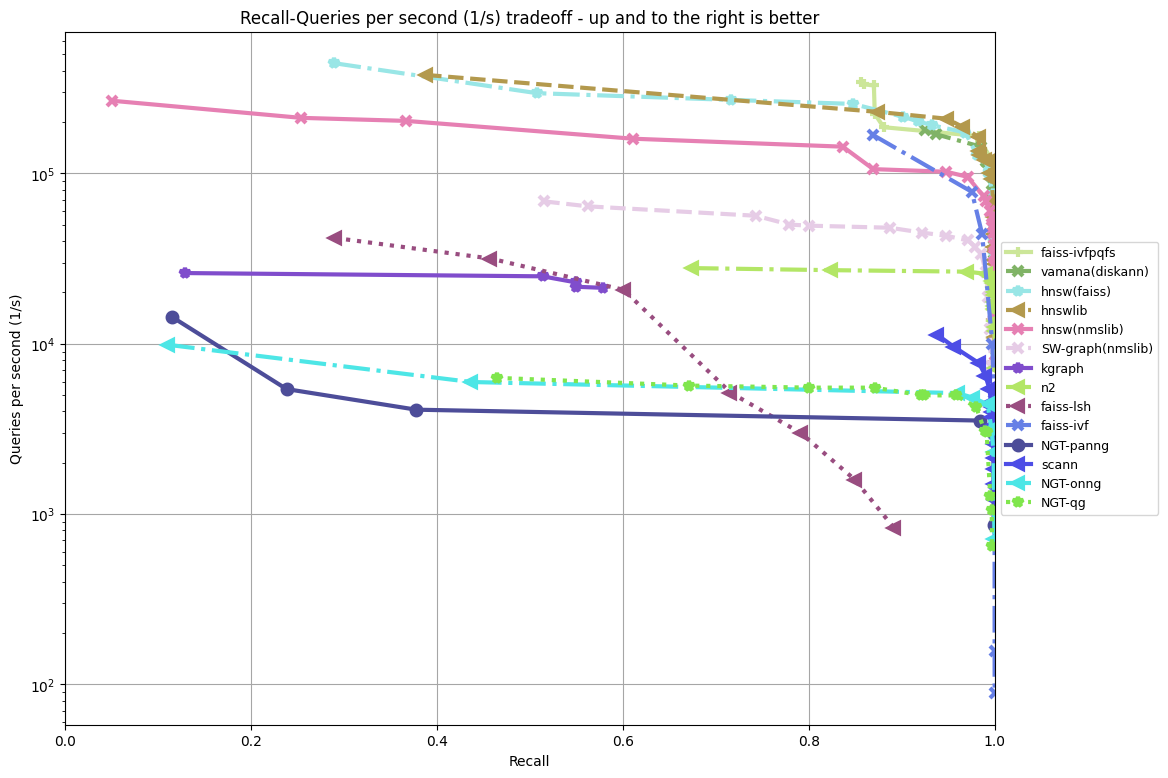 Recall-Queries per second (1/s) tradeoff - up and to the right is better
Queries per second (1/s)
10^5
10^4
10^3
10^2
0.0 0.2 0.4 0.6 0.8 1.0
Recall
faiss-ivfpqfs
vamana(diskann)
hnsw(faiss)
hnswlib
hnsw(nmslib)
SW-graph(nmslib)
kgraph
n2
faiss-lsh
faiss-ivf
NGT-panng
scann
NGT-onng
NGT-qg